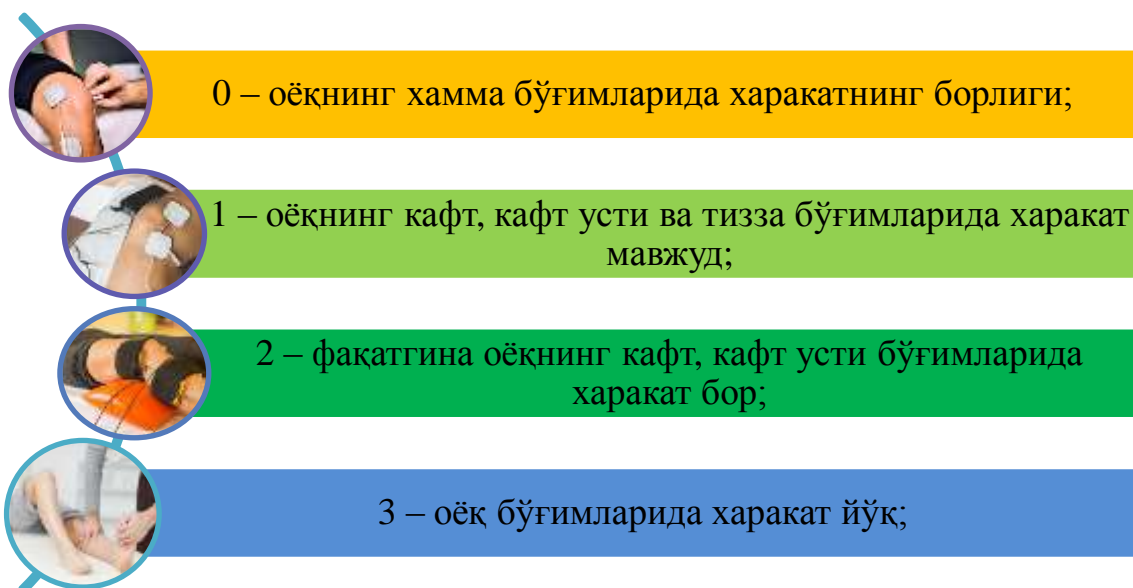 0 – оёқнинг хамма бўғимларида харакатнинг борлиги;
1 – оёқнинг кафт, кафт усти ва тизза бўғимларида харакат
мавжуд;
2 – фақатгина оёқнинг кафт, кафт усти бўғимларида
харакат бор;
3 – оёқ бўғимларида харакат йўқ;